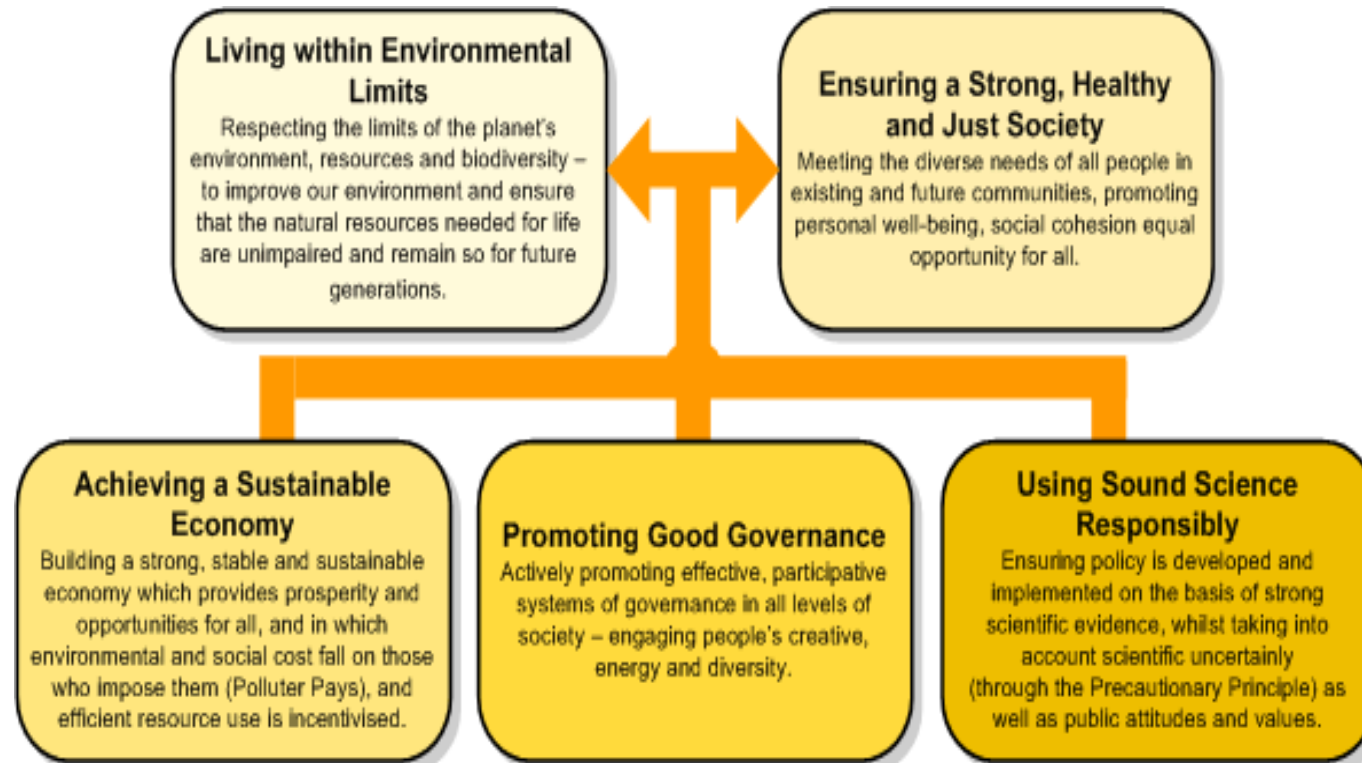 Living within Environmental
Limits
Respecting the limits of the planet's
environment, resources and biodiversity –
to improve our environment and ensure
that the natural resources needed for life
are unimpaired and remain so for future
generations.
Ensuring a Strong, Healthy
and Just Society
Meeting the diverse needs of all people in
existing and future communities, promoting
personal well-being, social cohesion equal
opportunity for all.
Achieving a Sustainable
Economy
Building a strong, stable and sustainable
economy which provides prosperity and
opportunities for all, and in which
environmental and social cost fall on those
who impose them (Polluter Pays), and
efficient resource use is incentivised.
Promoting Good Governance
Actively promoting effective, participative
systems of governance in all levels of
society – engaging people's creative,
energy and diversity.
Using Sound Science
Responsibly
Ensuring policy is developed and
implemented on the basis of strong
scientific evidence, whilst taking into
account scientific uncertainly
(through the Precautionary Principle) as
well as public attitudes and values.